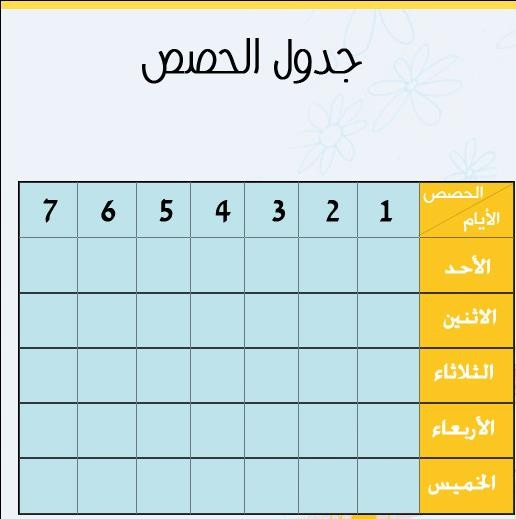 جدول الحصص
الحصص
الأيام
1 2 3 4 5 6 7
الأحد
الاثنين
الثلاثاء
الأربعاء
الخميس